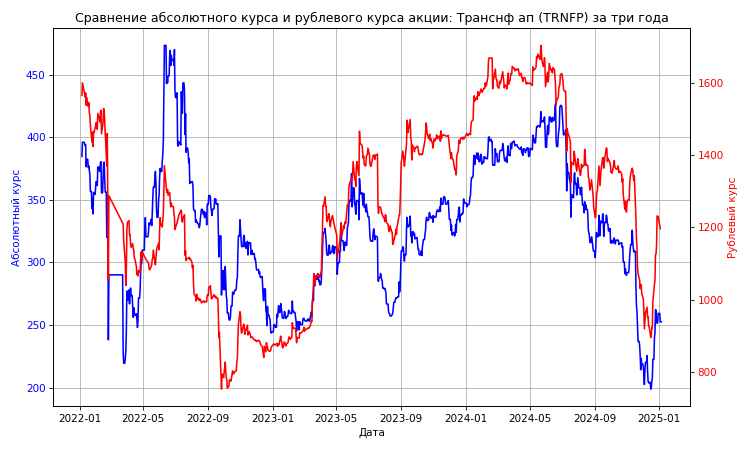 Сравнение абсолютного курса и рублевого курса акции: Транснф ап (TRNFP) за три года
Абсолютный курс
450
400
350
300
250
200
1600
1400
1200
1000
800
Рублевый курс
2022-01 2022-05 2022-09 2023-01 2023-05 2023-09 2024-01 2024-05 2024-09 2025-01
Дата